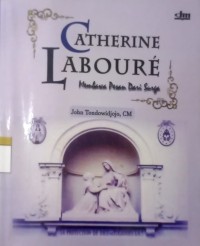 CATHERINE
LABOURÉ
Membawa Pesan Dari Surga
John Tondowidjojo, CM